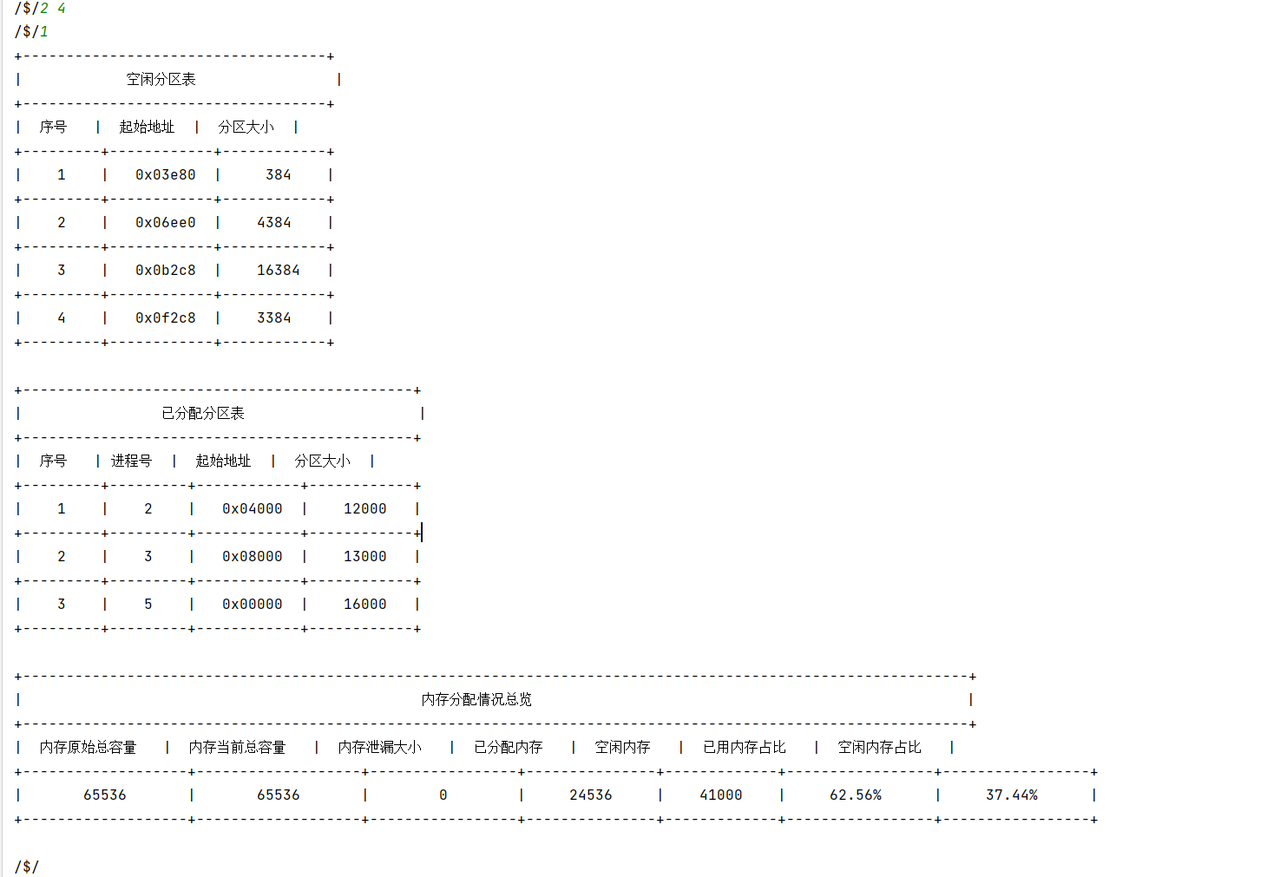 /$/2 4
/$/1
+-----------------------------------+
| 空闲分区表 |
+-----------------------------------+
| 序号 | 起始地址 | 分区大小 |
+---------+------------+------------+
| 1 | 0x03e80 | 384 |
+---------+------------+------------+
| 2 | 0x06ee0 | 4384 |
+---------+------------+------------+
| 3 | 0x0b2c8 | 16384 |
+---------+------------+------------+
| 4 | 0x0f2c8 | 3384 |
+---------+------------+------------+
+---------------------------------------------+
| 已分配分区表 |
+---------------------------------------------+
| 序号 | 进程号 | 起始地址 | 分区大小 |
+---------+---------+------------+------------+
| 1 | 2 | 0x04000 | 12000 |
+---------+---------+------------+------------+
| 2 | 3 | 0x08000 | 13000 |
+---------+---------+------------+------------+
| 3 | 5 | 0x00000 | 16000 |
+---------+---------+------------+------------+
+-------------------------------------------------------------------------------------------------------------+
| 内存分配情况总览 |
+-------------------------------------------------------------------------------------------------------------+
| 内存原始总容量 | 内存当前总容量 | 内存泄漏大小 | 已分配内存 | 空闲内存 | 已用内存占比 | 空闲内存占比 |
+-------------------+-------------------+-----------------+---------------+-------------+-----------------+-----------------+
| 65536 | 65536 | 0 | 24536 | 41000 | 62.56% | 37.44% |
+-------------------+-------------------+-----------------+---------------+-------------+-----------------+-----------------+
/$/